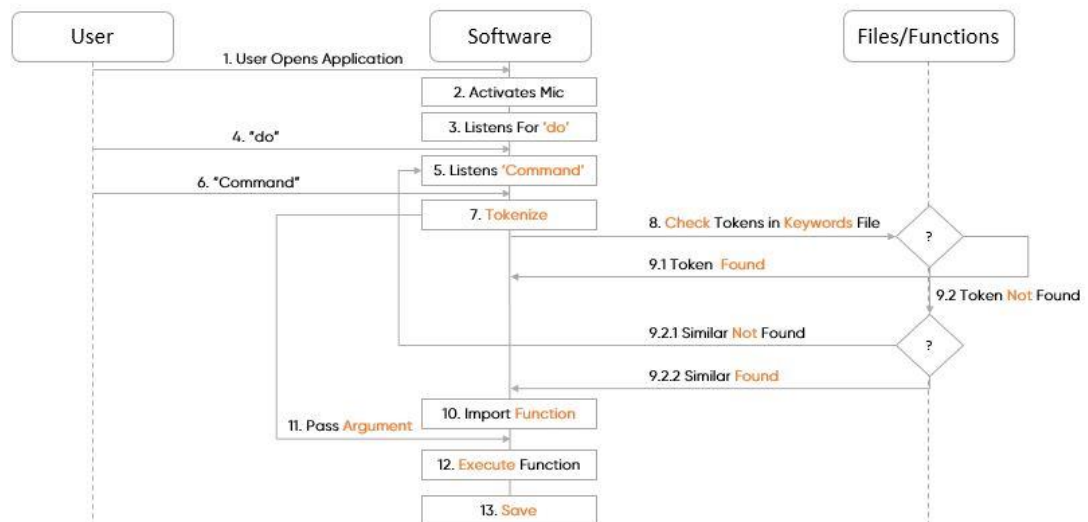 User
Software
Files/Functions
1. User Opens Application
2. Activates Mic
3. Listens For 'do'
4. "do"
5. Listens 'Command'
6. "Command"
7. Tokenize
8. Check Tokens in Keywords File
?
9.1 Token Found
9.2 Token Not Found
9.2.1 Similar Not Found
?
9.2.2 Similar Found
10. Import Function
11. Pass Argument
12. Execute Function
13. Save